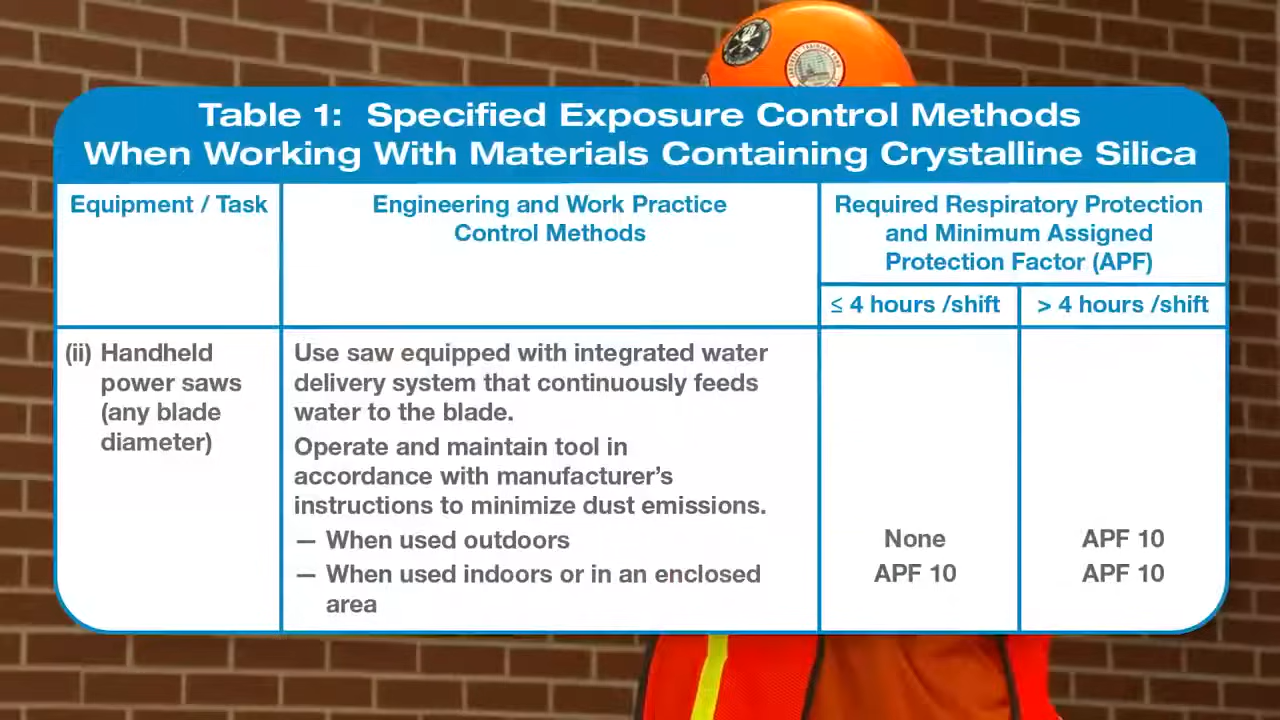 Table 1: Specified Exposure Control Methods
When Working With Materials Containing Crystalline Silica
Equipment / Task
Engineering and Work Practice
Control Methods
Required Respiratory Protection
and Minimum Assigned
Protection Factor (APF)
≤ 4 hours /shift
> 4 hours /shift
(ii) Handheld
power saws
(any blade
diameter)
Use saw equipped with integrated water
delivery system that continuously feeds
water to the blade.
Operate and maintain tool in
accordance with manufacturer’s
instructions to minimize dust emissions.
— When used outdoors
None
APF 10
— When used indoors or in an enclosed
area
APF 10
APF 10